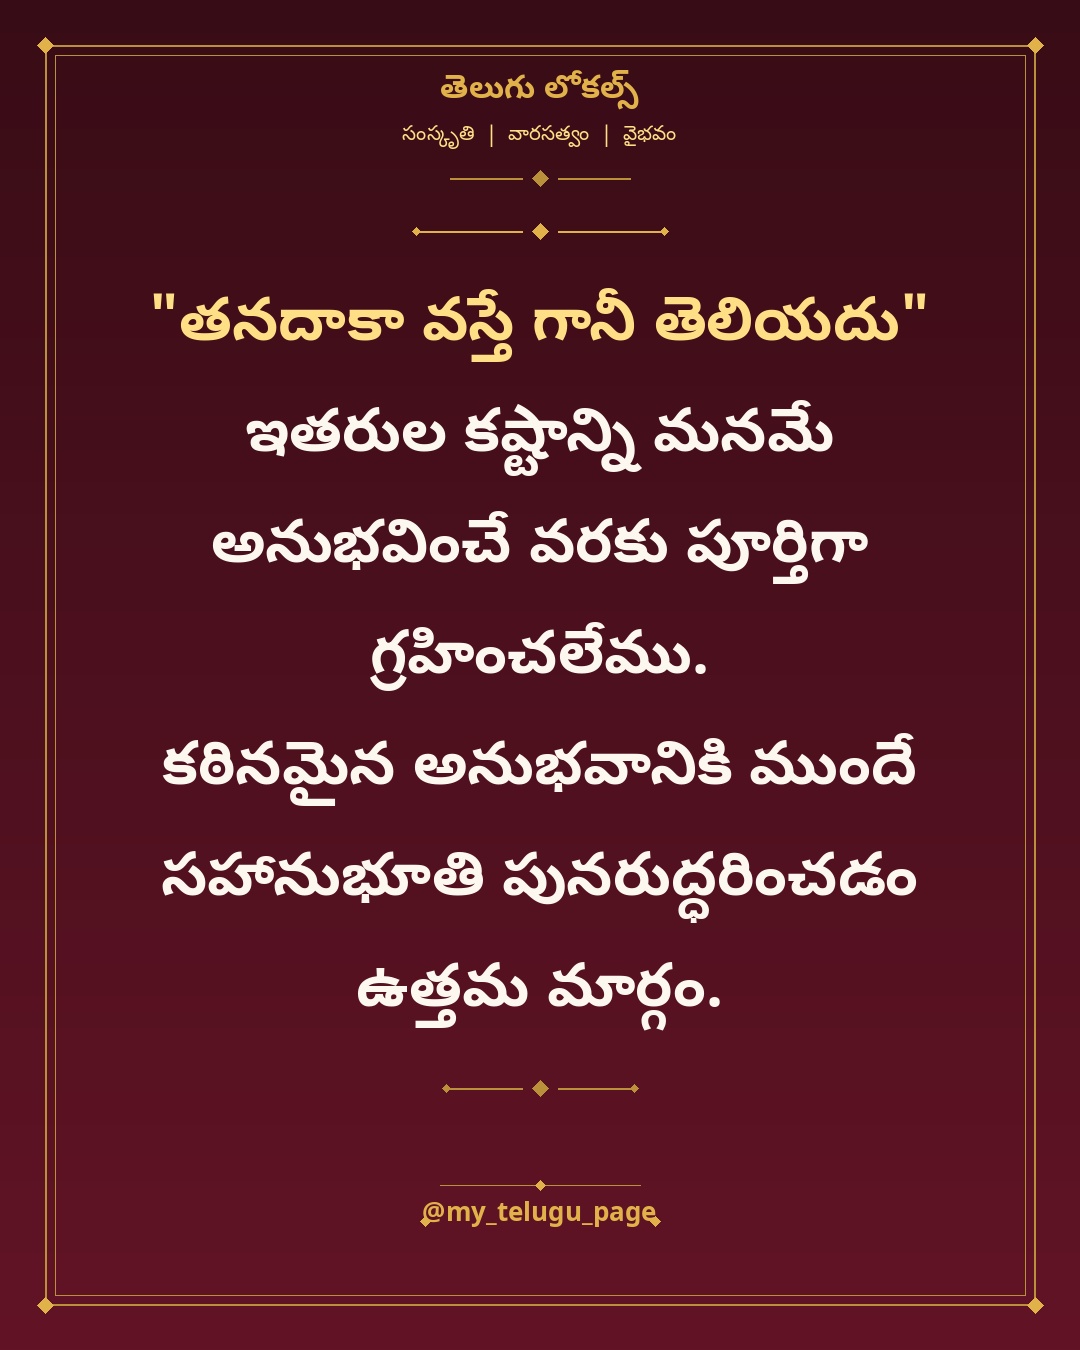 తెలుగు లోకల్స్
సంస్కృతి | వారసత్వం | వైభవం
"తనదాకా వస్తే గానీ తెలియదు"
ఇతరుల కష్టాన్ని మనమే
అనుభవించే వరకు పూర్తిగా
గ్రహించలేము.
కఠినమైన అనుభవానికి ముందే
సహానుభూతి పునరుద్ధరించడం
ఉత్తమ మార్గం.
@my_telugu_page